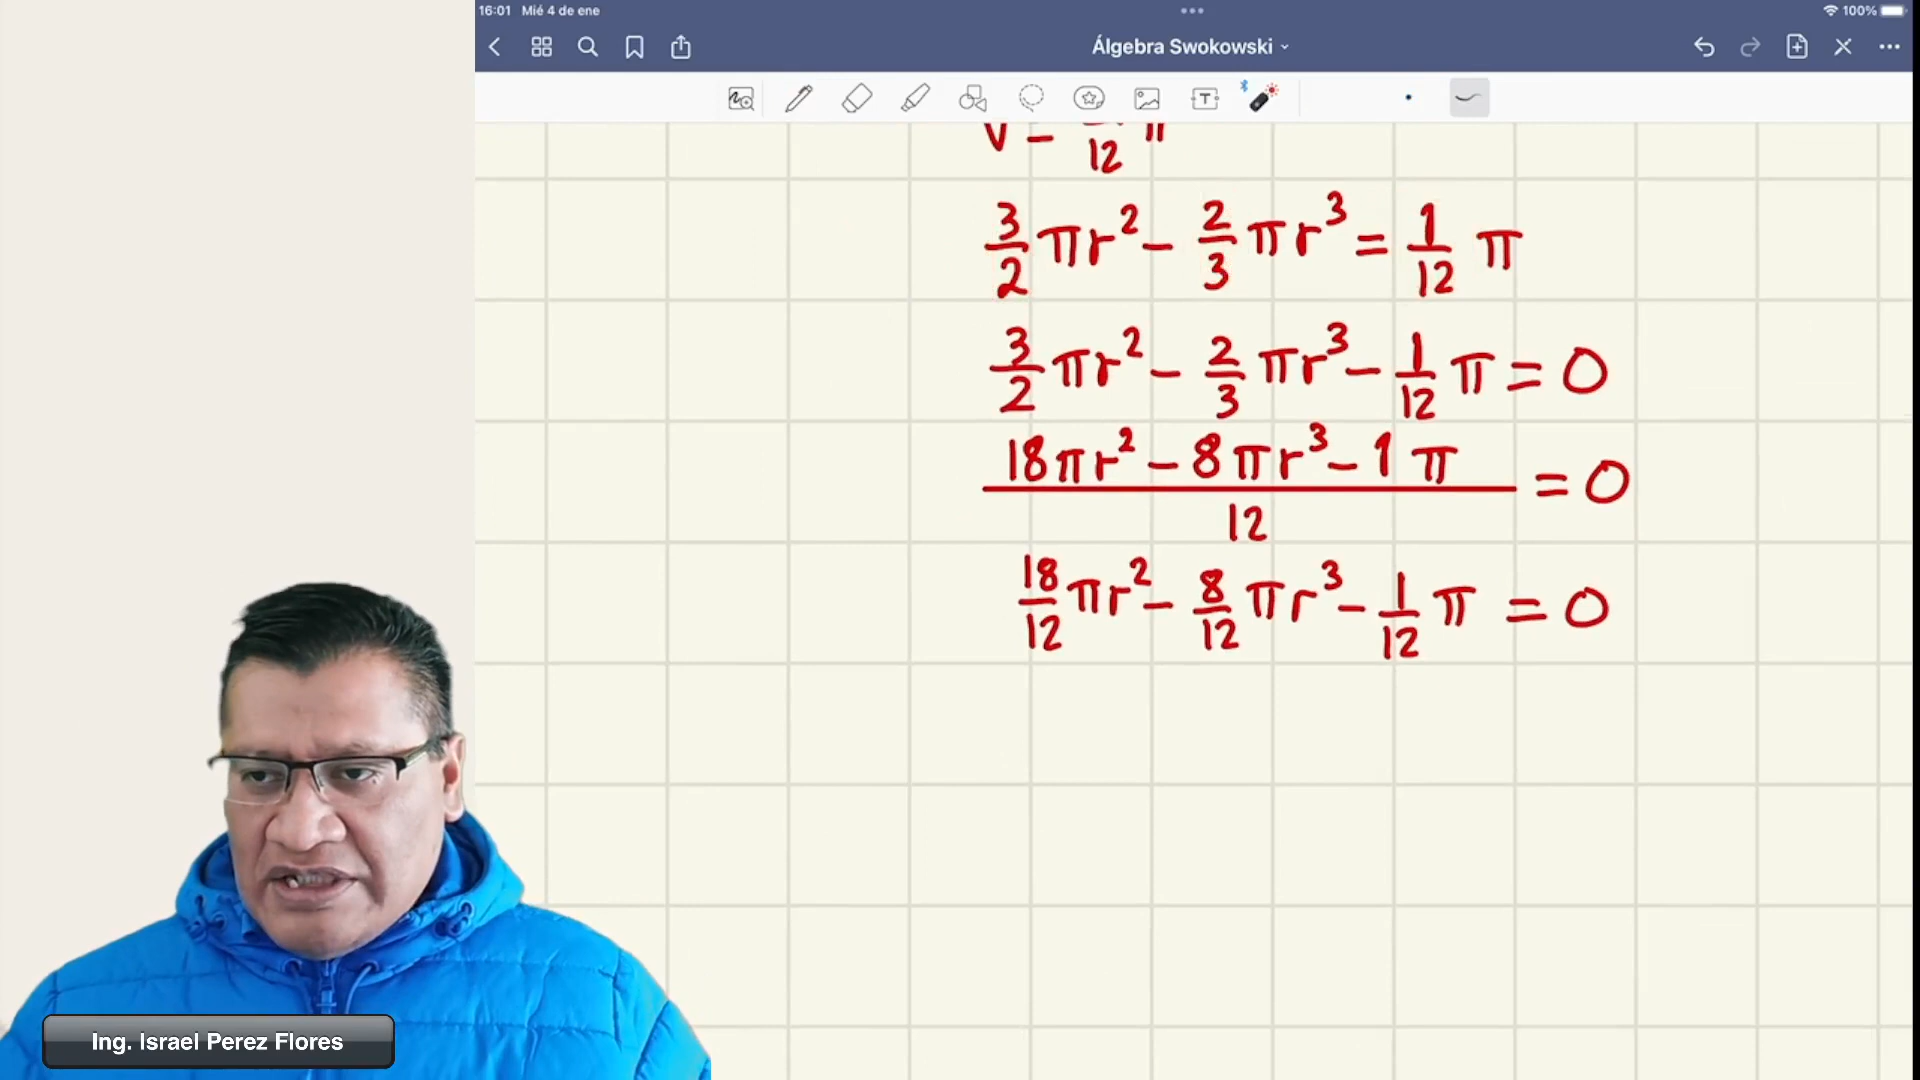 16:01 Mié 4 de ene
100%
Álgebra Swokowski
12
3/2 πr² - 2/3 πr³ = 1/12 π
3/2 πr² - 2/3 πr³ - 1/12 π = 0
18πr² - 8πr³ - 1π = 0
12
18/12 πr² - 8/12 πr³ - 1/12 π = 0
Ing. Israel Perez Flores